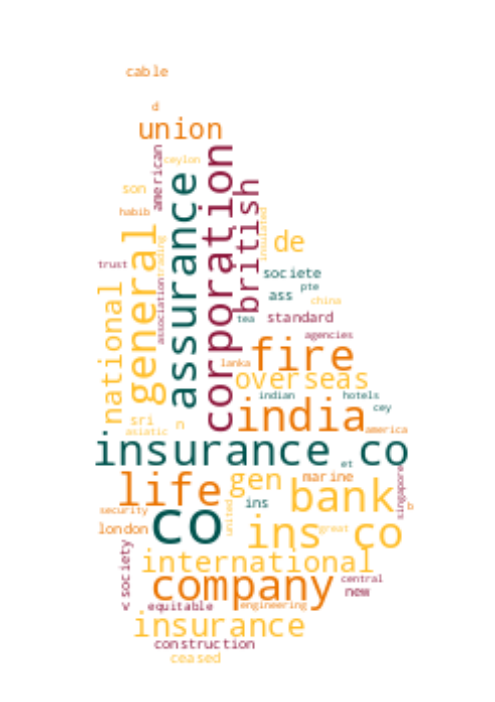 cable
d
union
ceylon
american
assurance
corporation
british
son
habib
general
trading
insulated
de
trust
association
societe
ass
pte
china
national
tea
standard
agencies
fire
lanka
overseas
indian
hotels
cey
india
sri
n
asiatic
america
insurance co
et
life
gen
marine
bank
singapore
b
ins
security
co
united
london
ins co
great
international
society
v
company
central
new
equitable
engineering
insurance
construction
ceased